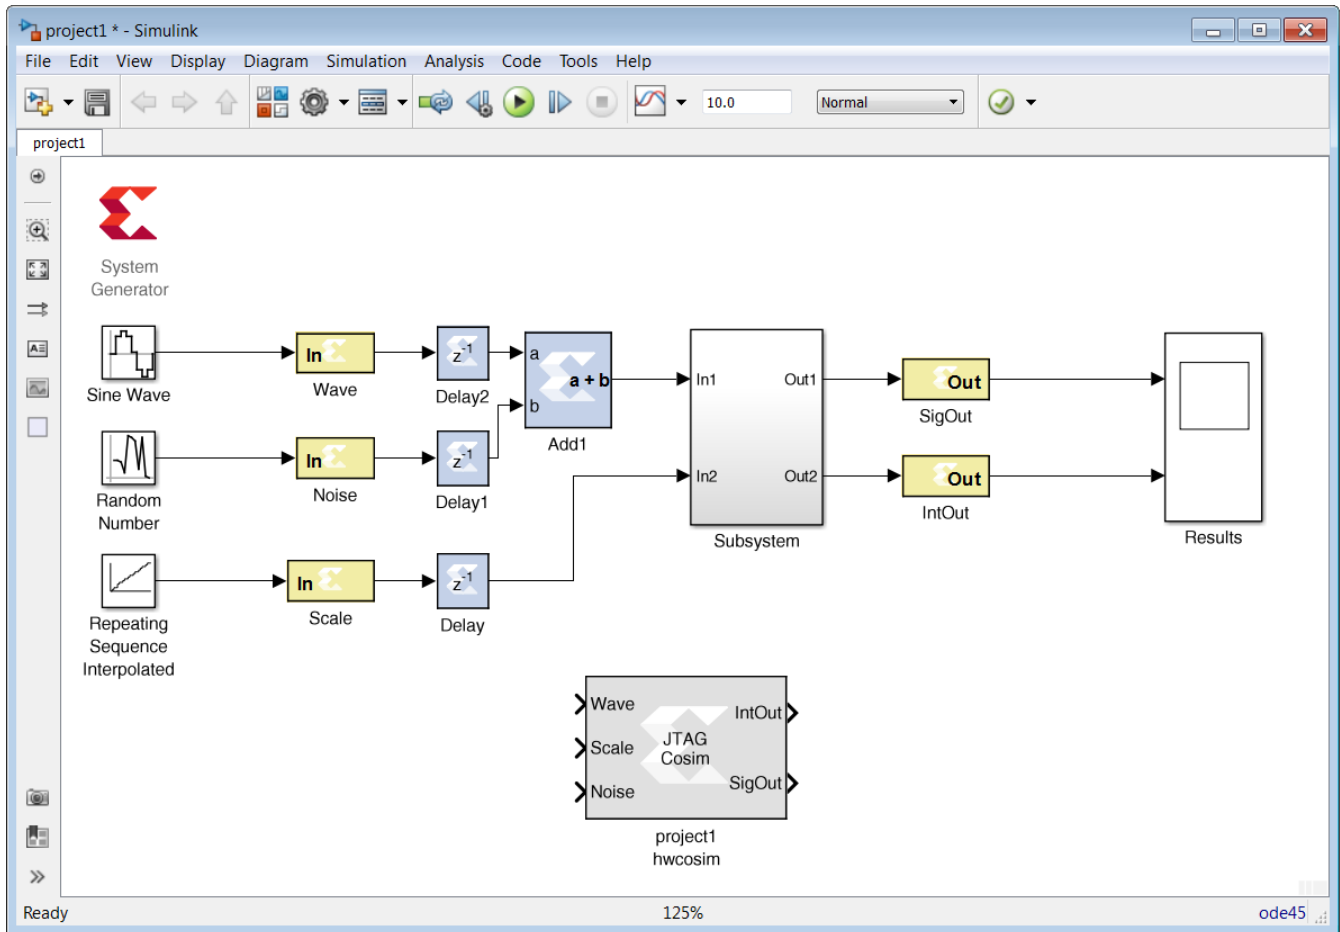 project1 * - Simulink
File Edit View Display Diagram Simulation Analysis Code Tools Help
10.0 Normal
project1
System
Generator
Sine Wave
In
Wave
z-1
Delay2
a
b
a + b
Add1
Random
Number
In
Noise
z-1
Delay1
Repeating
Sequence
Interpolated
In
Scale
z-1
Delay
In1 Out1
In2 Out2
Subsystem
Out
SigOut
Out
IntOut
Results
Wave
Scale
Noise
JTAG
Cosim
IntOut
SigOut
project1
hwcosim
Ready 125% ode45